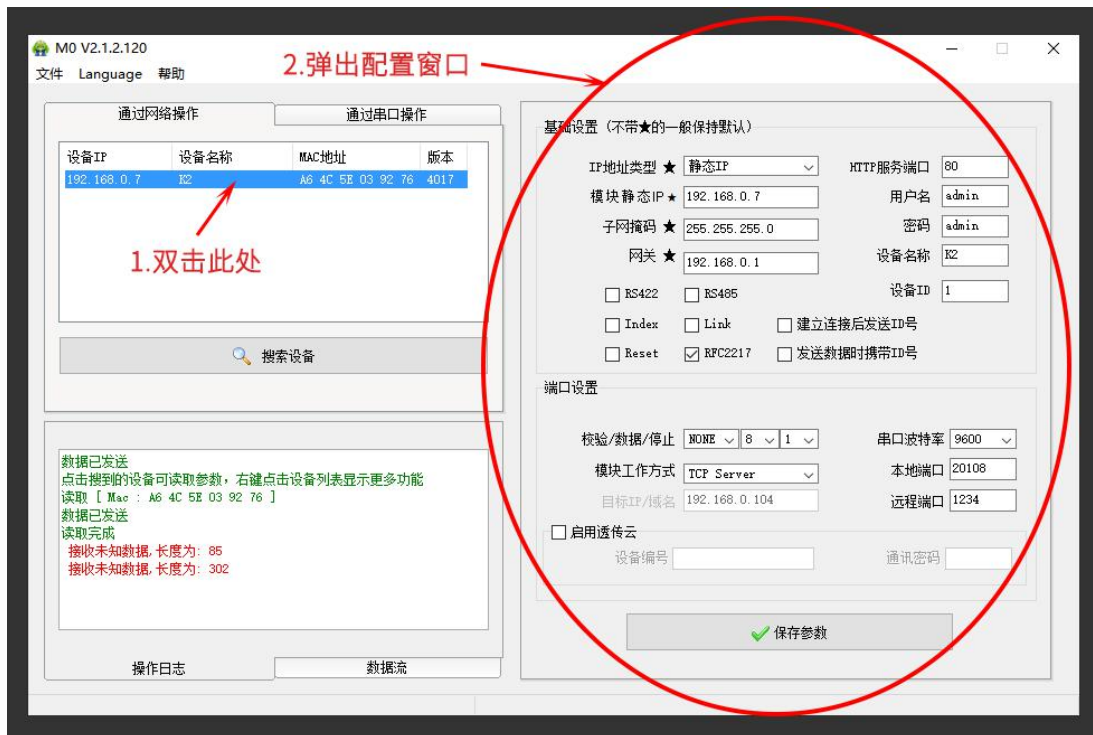 M0 V2.1.2.120
文件 Language 帮助
2.弹出配置窗口
通过网络操作 通过串口操作
设备IP 设备名称 MAC地址 版本
192.168.0.7 K2 A6 4C 5E 03 92 76 4017
1.双击此处
搜索设备
数据已发送
点击搜到的设备可读取参数，右键点击设备列表显示更多功能
读取 [ Mac : A6 4C 5E 03 92 76 ]
数据已发送
读取完成
接收未知数据,长度为: 85
接收未知数据,长度为: 302
操作日志 数据流
基础设置（不带★的一般保持默认）
IP地址类型 ★ 静态IP HTTP服务端口 80
模块静态IP ★ 192.168.0.7 用户名 admin
子网掩码 ★ 255.255.255.0 密码 admin
网关 ★ 192.168.0.1 设备名称 K2
RS422 RS485 设备ID 1
Index Link 建立连接后发送ID号
Reset RFC2217 发送数据时携带ID号
端口设置
校验/数据/停止 NONE 8 1 串口波特率 9600
模块工作方式 TCP Server 本地端口 20108
目标IP/域名 192.168.0.104 远程端口 1234
启用透传云
设备编号 通讯密码
保存参数